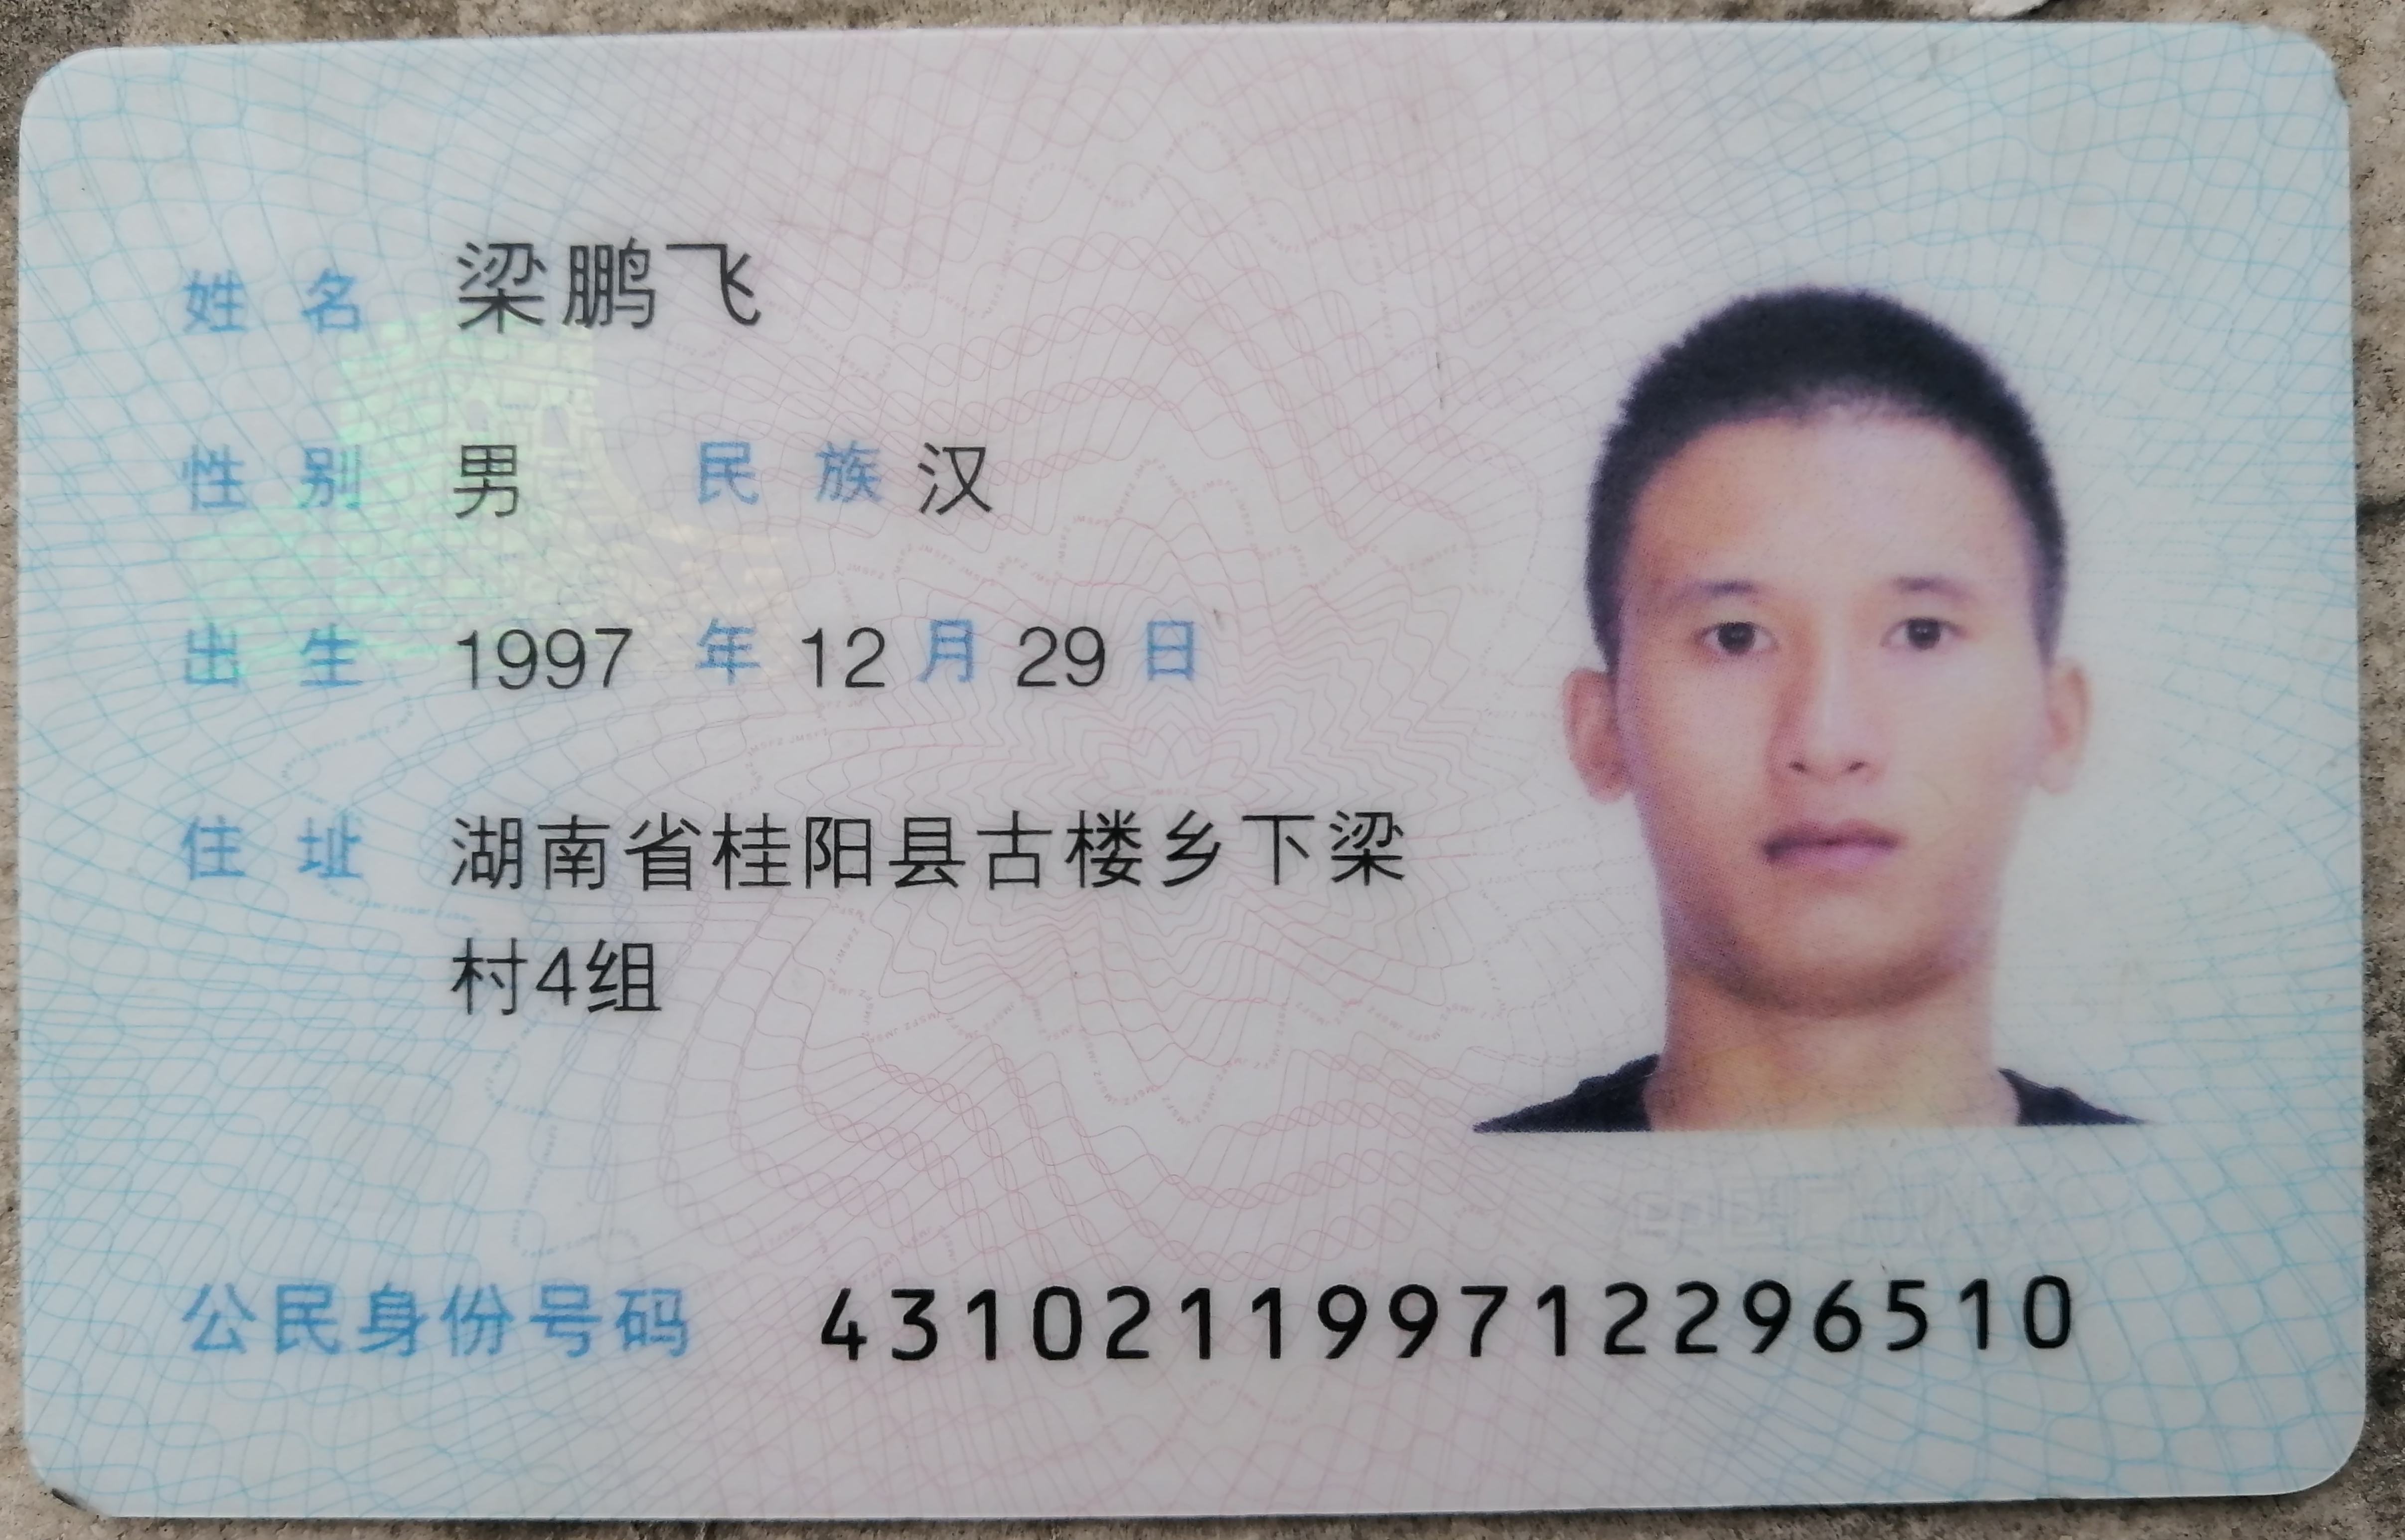 姓名 梁鹏飞
性别 男 民族 汉
出生 1997 年 12 月 29 日
住址 湖南省桂阳县古楼乡下梁
村4组
公民身份号码 431021199712296510